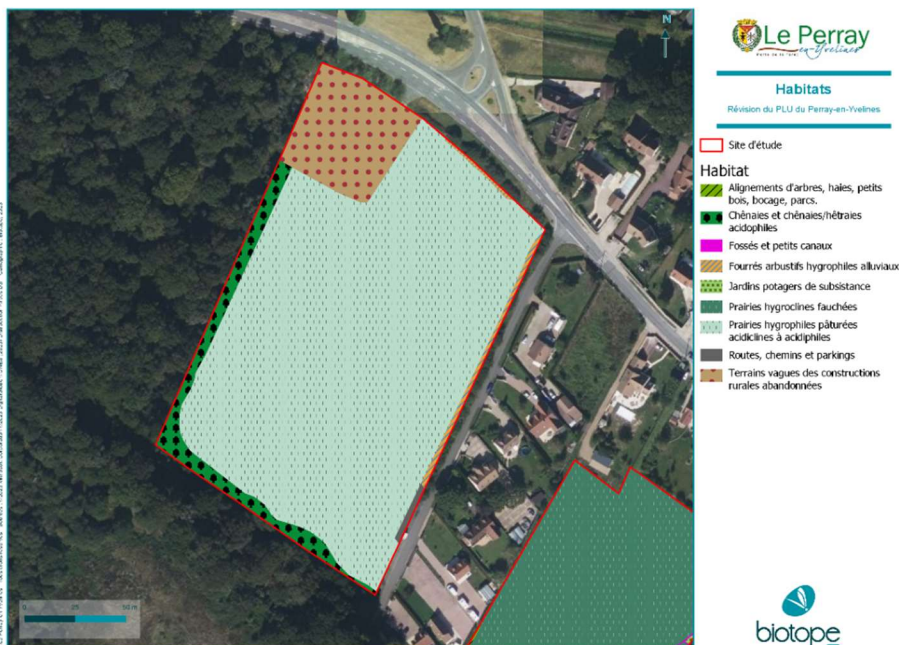 N
Le Perray
en-Yvelines
Habitats
Révision du PLU du Perray-en-Yvelines
Site d'étude
Habitat
Alignements d'arbres, haies, petits
bois, bocage, parcs.
Chênaies et chênaies/hêtraies
acidophiles
Fossés et petits canaux
Fourrés arbustifs hygrophiles alluviaux
Jardins potagers de subsistance
Prairies hygroclines fauchées
Prairies hygrophiles pâturées
acidiclines à acidiphiles
Routes, chemins et parkings
Terrains vagues des constructions
rurales abandonnées
0 25 50 m
biotope